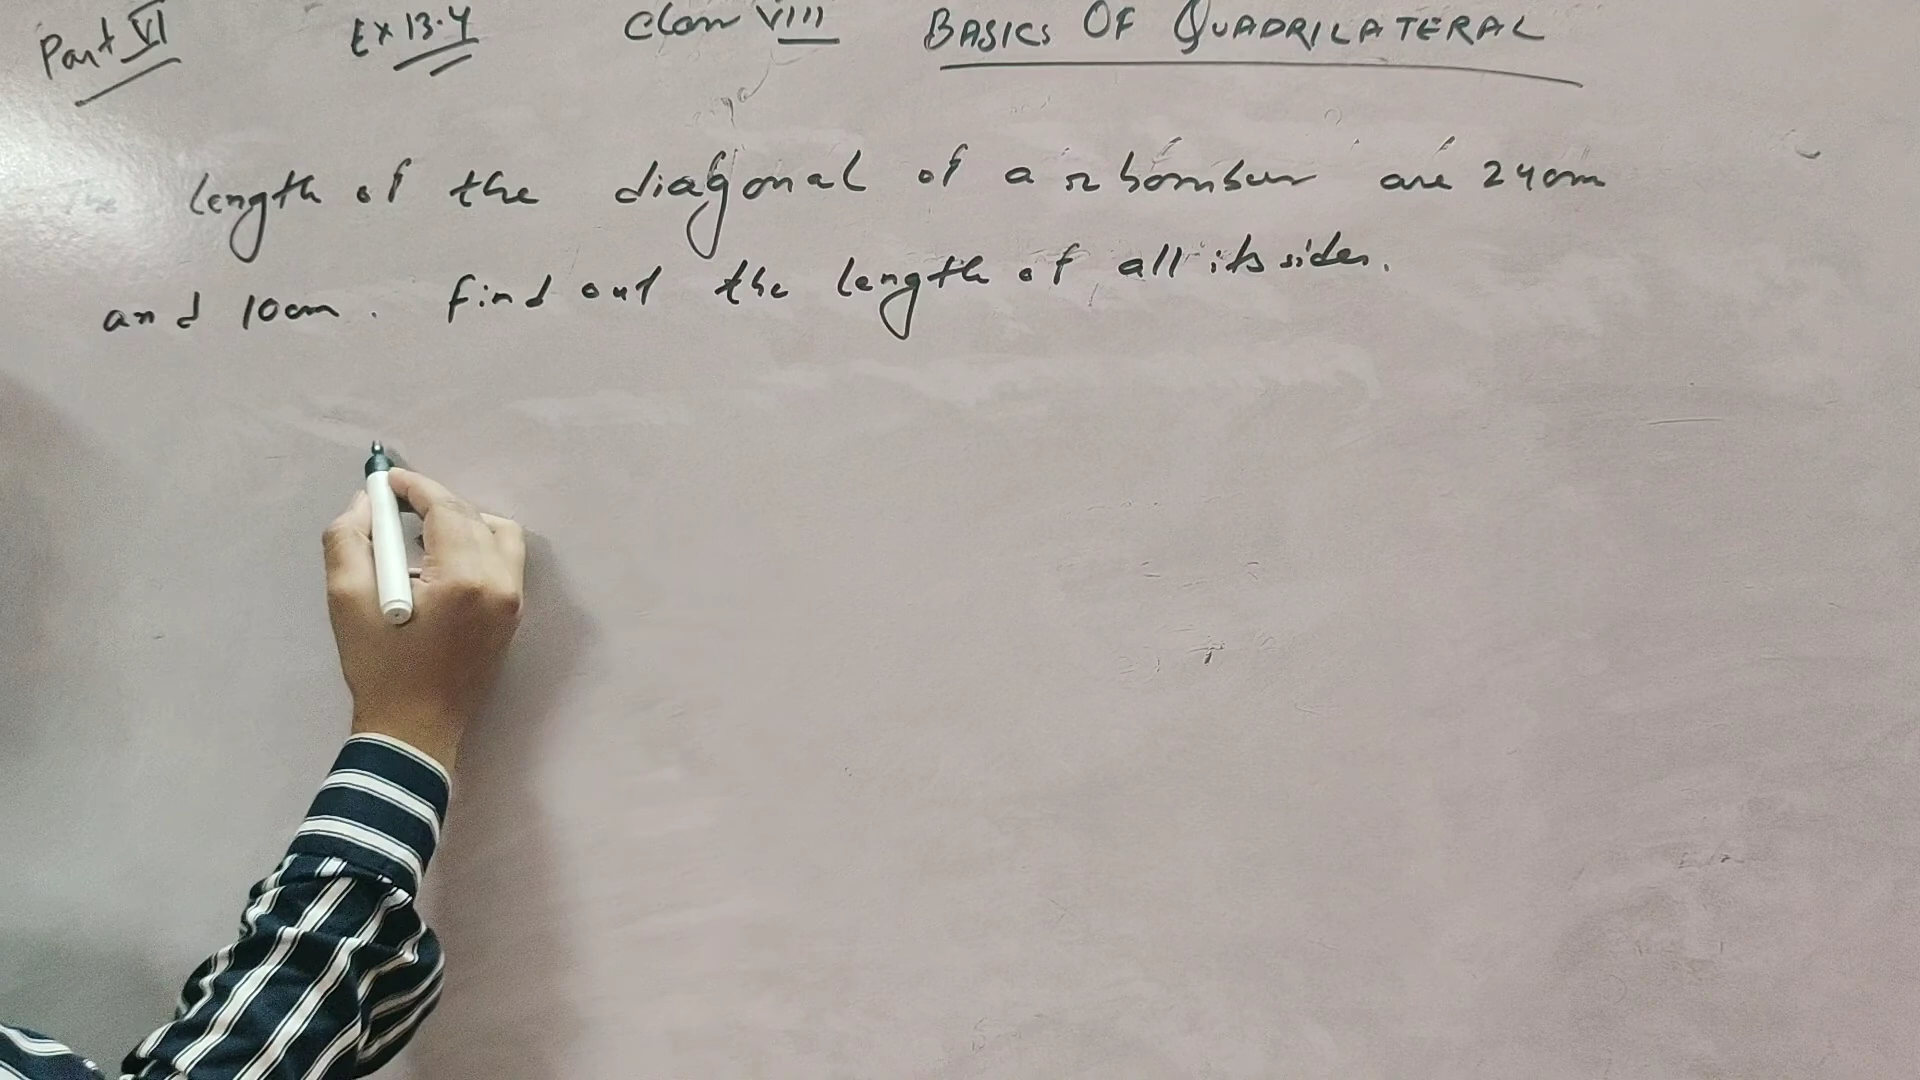 Part VI Ex 13.4 Class VIII BASICS OF QUADRILATERAL
The length of the diagonal of a rhombus are 24cm
and 10cm. find out the length of all its sides.